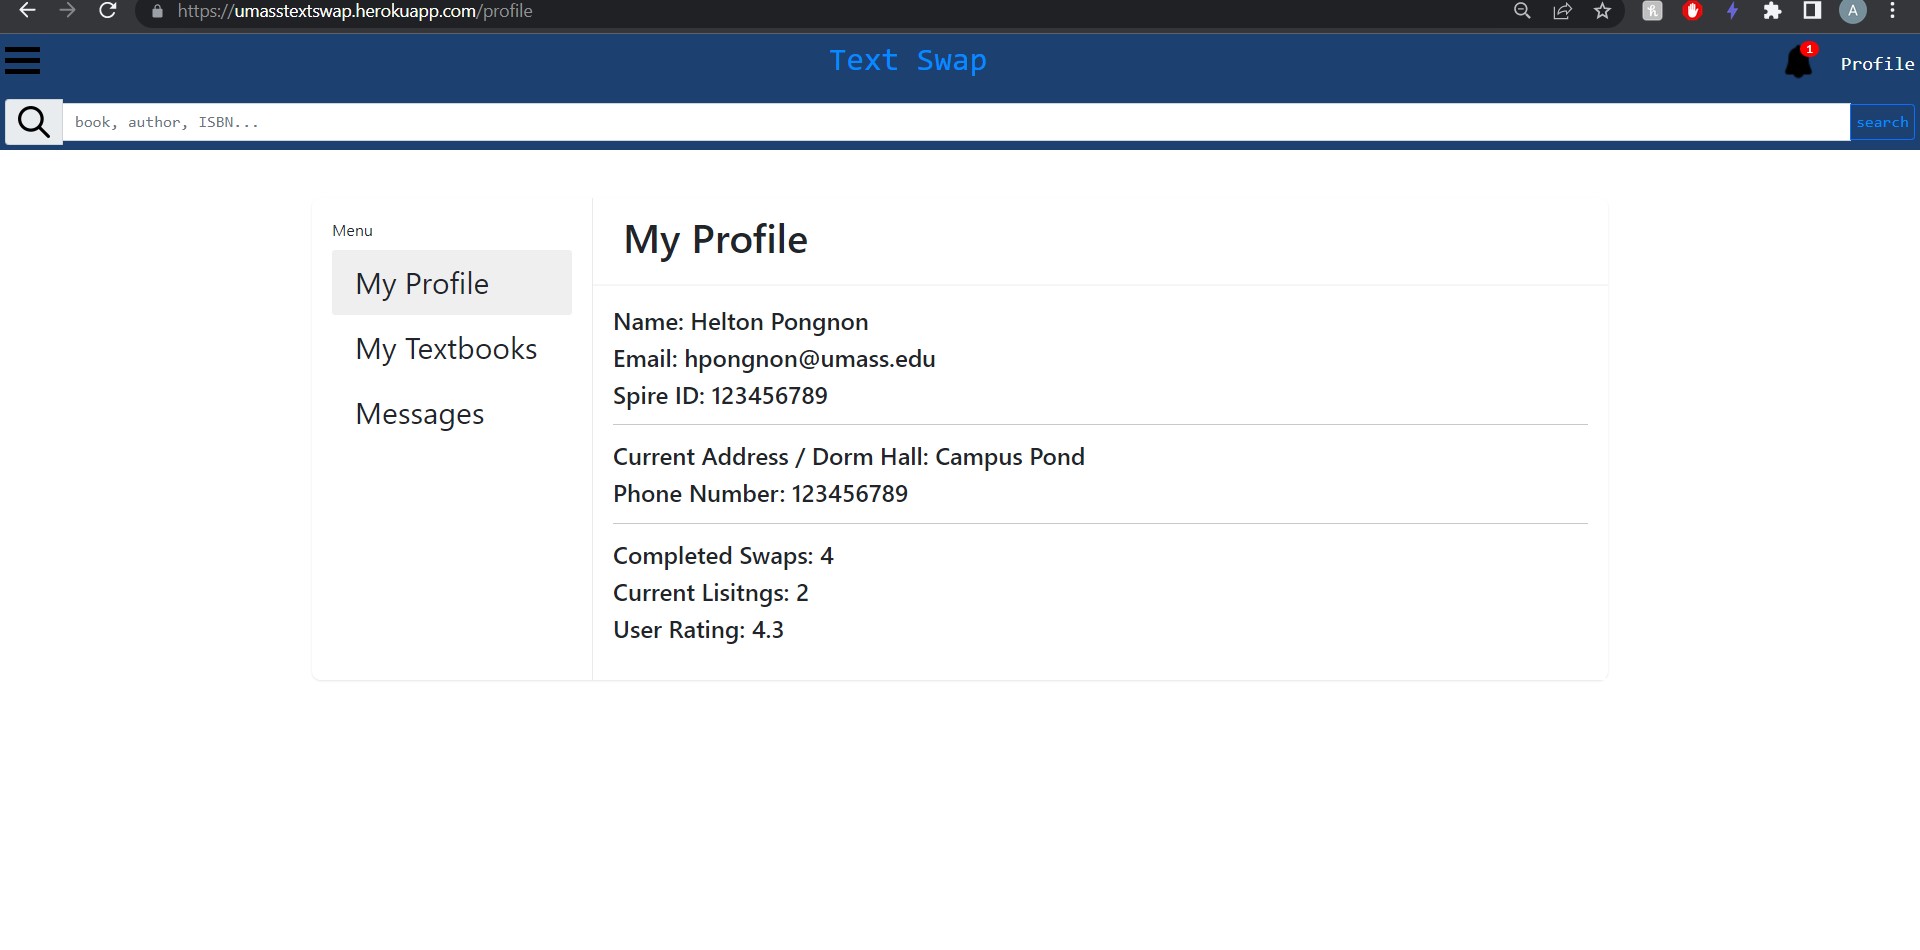 https://umasstextswap.herokuapp.com/profile
A
Text Swap
1
Profile
book, author, ISBN...
search
Menu
My Profile
My Textbooks
Messages
My Profile
Name: Helton Pongnon
Email: hpongnon@umass.edu
Spire ID: 123456789
Current Address / Dorm Hall: Campus Pond
Phone Number: 123456789
Completed Swaps: 4
Current Lisitngs: 2
User Rating: 4.3